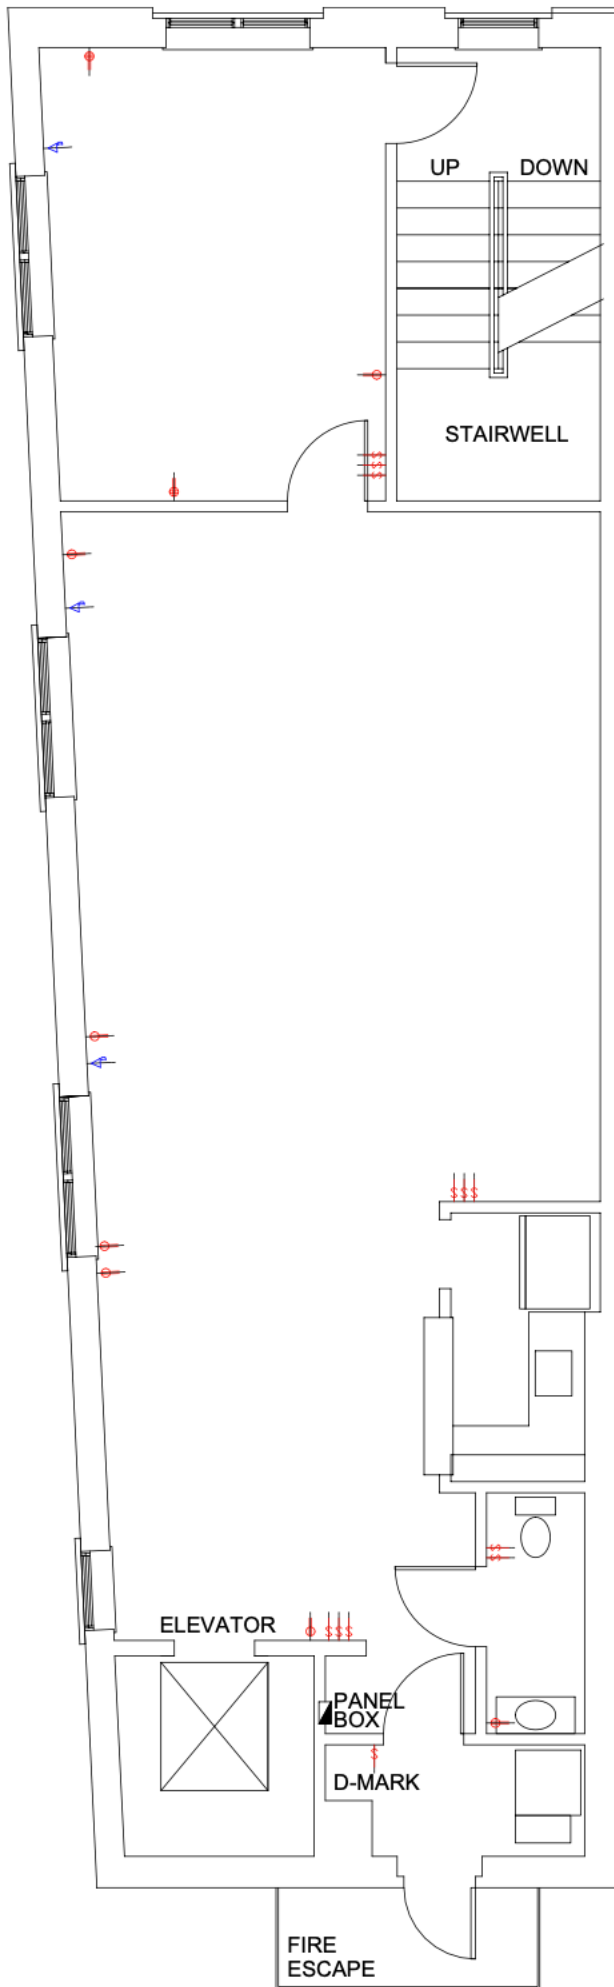 UP DOWN
STAIRWELL
ELEVATOR
PANEL
BOX
D-MARK
FIRE
ESCAPE